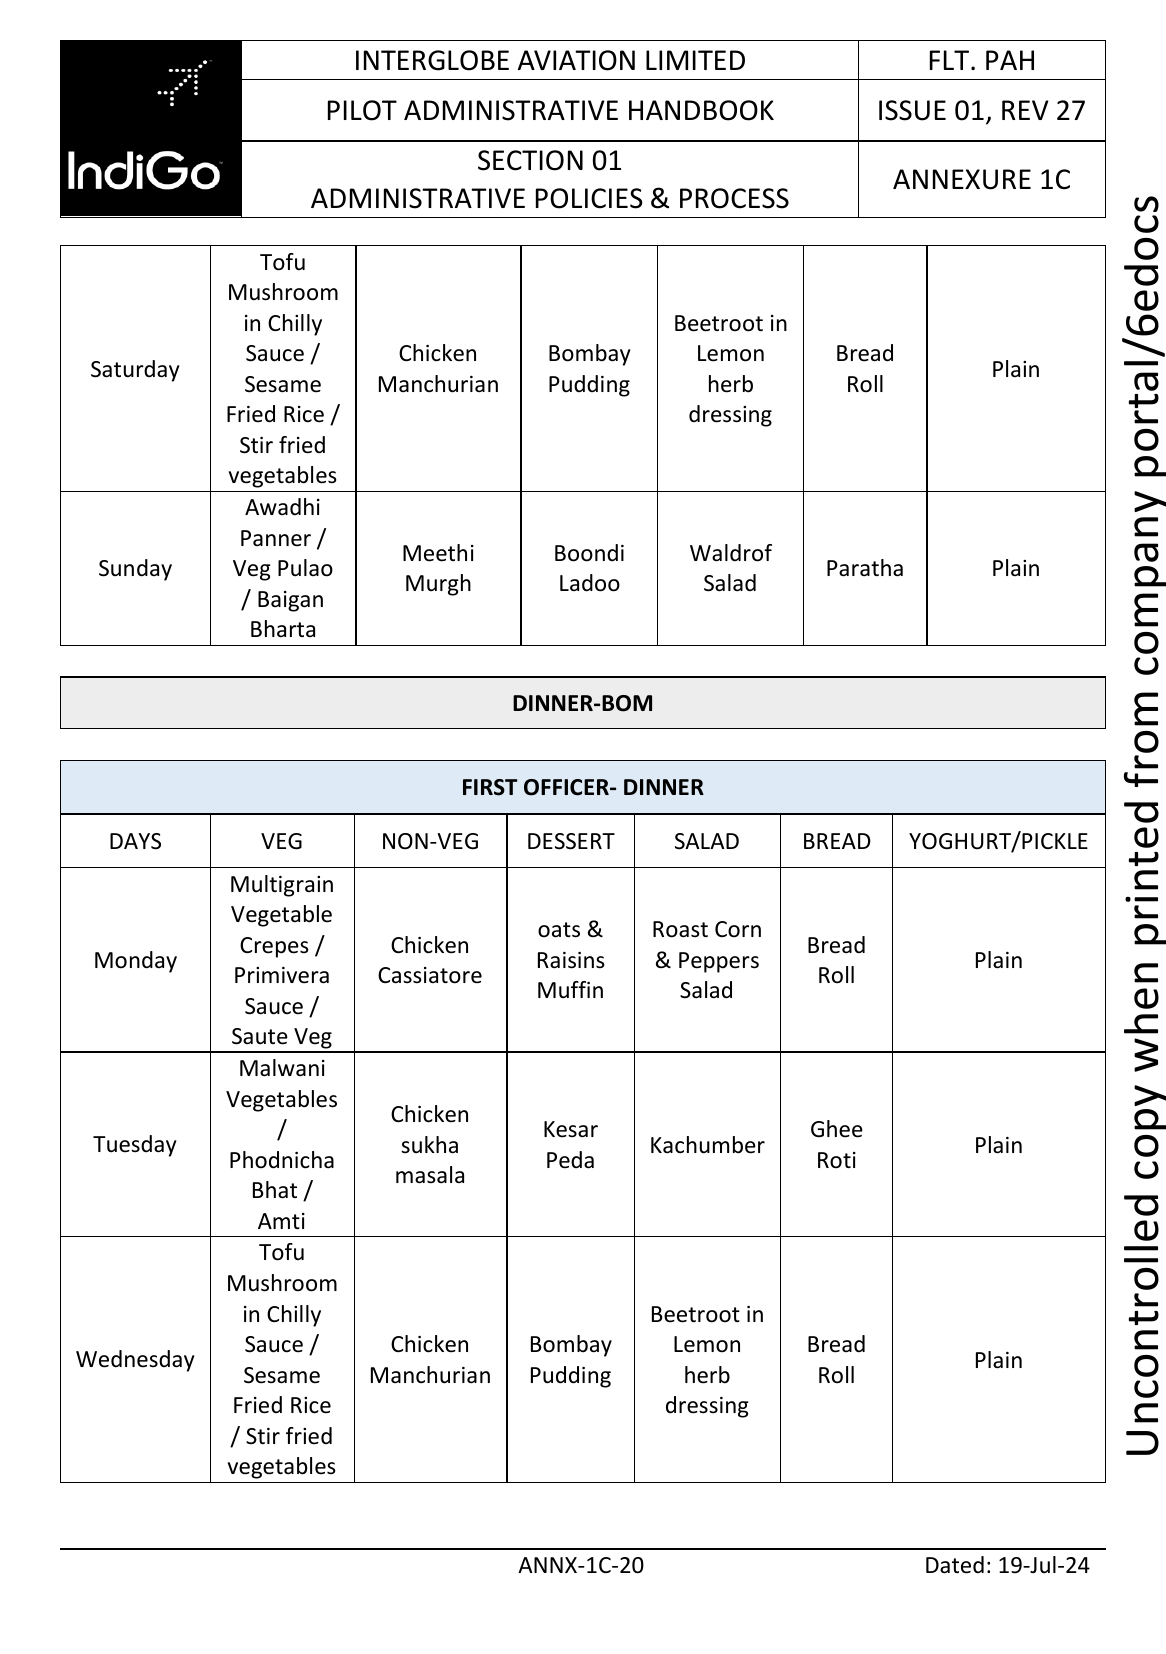 IndiGo
INTERGLOBE AVIATION LIMITED
FLT. PAH
PILOT ADMINISTRATIVE HANDBOOK
ISSUE 01, REV 27
SECTION 01
ADMINISTRATIVE POLICIES & PROCESS
ANNEXURE 1C
Saturday
Tofu
Mushroom
in Chilly
Sauce /
Sesame
Fried Rice /
Stir fried
vegetables
Chicken
Manchurian
Bombay
Pudding
Beetroot in
Lemon
herb
dressing
Bread
Roll
Plain
Sunday
Awadhi
Panner /
Veg Pulao
/ Baigan
Bharta
Meethi
Murgh
Boondi
Ladoo
Waldrof
Salad
Paratha
Plain
DINNER-BOM
FIRST OFFICER- DINNER
DAYS
VEG
NON-VEG
DESSERT
SALAD
BREAD
YOGHURT/PICKLE
Monday
Multigrain
Vegetable
Crepes /
Primivera
Sauce /
Saute Veg
Chicken
Cassiatore
oats &
Raisins
Muffin
Roast Corn
& Peppers
Salad
Bread
Roll
Plain
Tuesday
Malwani
Vegetables
/
Phodnicha
Bhat /
Amti
Chicken
sukha
masala
Kesar
Peda
Kachumber
Ghee
Roti
Plain
Wednesday
Tofu
Mushroom
in Chilly
Sauce /
Sesame
Fried Rice
/ Stir fried
vegetables
Chicken
Manchurian
Bombay
Pudding
Beetroot in
Lemon
herb
dressing
Bread
Roll
Plain
ANNX-1C-20
Dated: 19-Jul-24
Uncontrolled copy when printed from company portal/6edocs